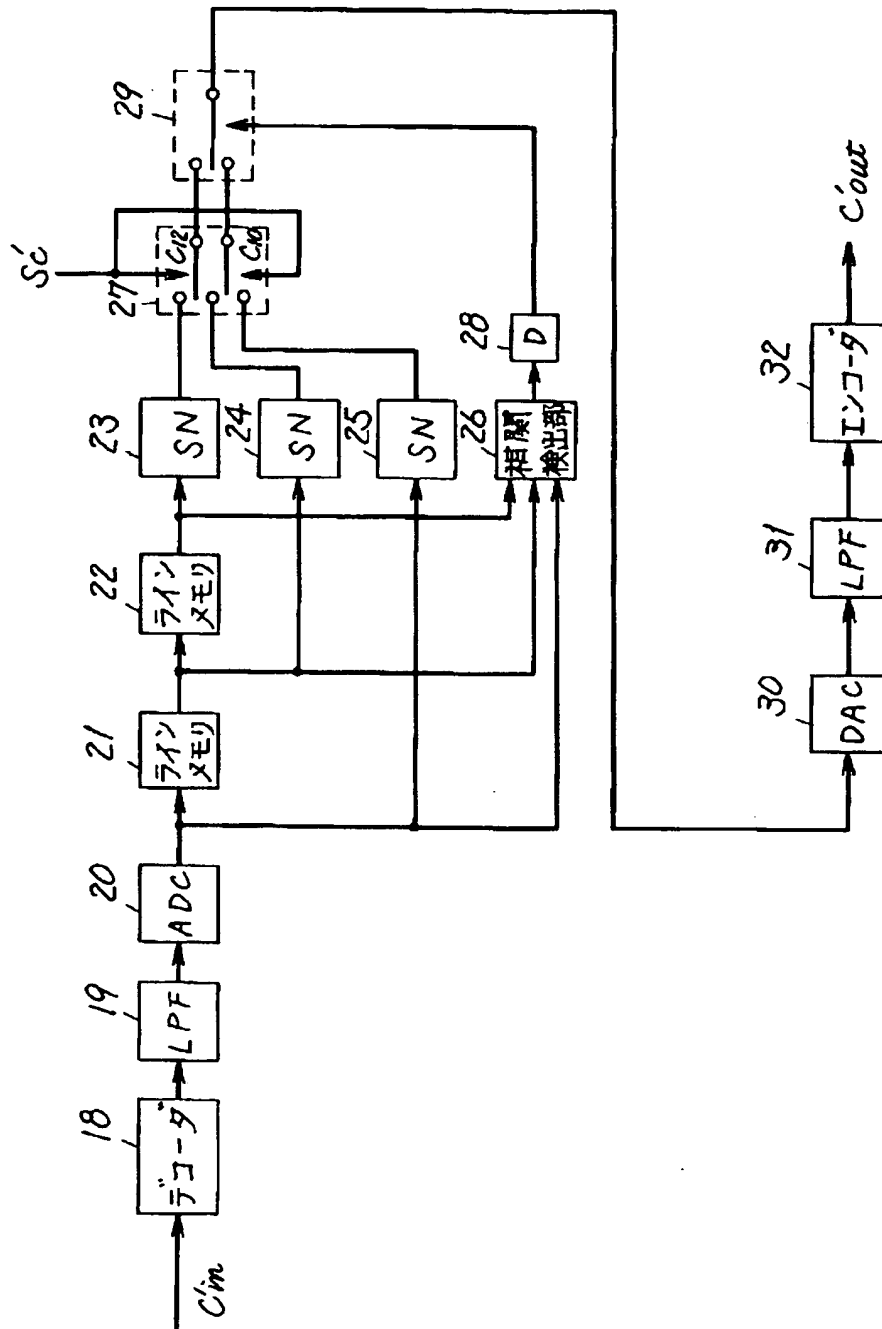 C'in
18
デコーダ
19
LPF
20
ADC
21
ライン
メモリ
22
ライン
メモリ
23
SN
24
SN
25
SN
26
相関
検出部
27
Sc'
C12
C10
28
D
29
30
DAC
31
LPF
32
エンコーダ
C'out